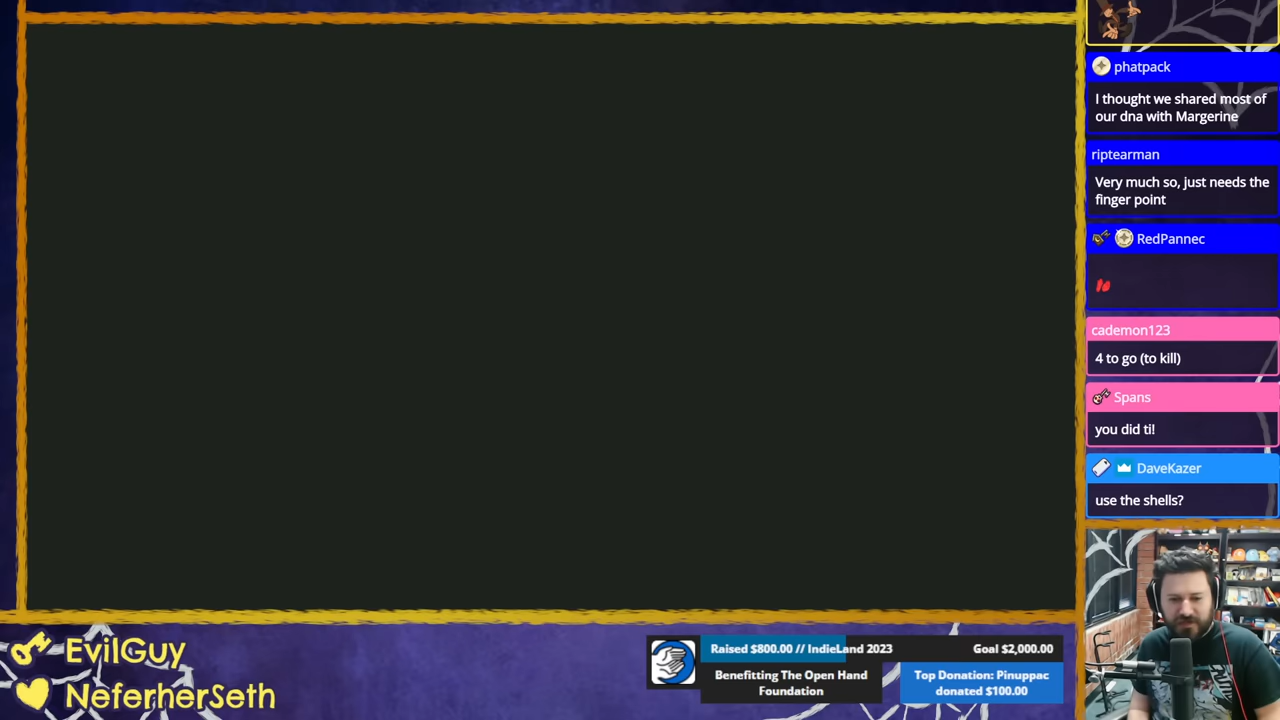 phatpack
I thought we shared most of
our dna with Margerine
riptearman
Very much so, just needs the
finger point
RedPannec
cademon123
4 to go (to kill)
Spans
you did ti!
DaveKazer
use the shells?
EvilGuy
NeferherSeth
Raised $800.00 // IndieLand 2023
Goal $2,000.00
Benefitting The Open Hand
Foundation
Top Donation: Pinuppac
donated $100.00